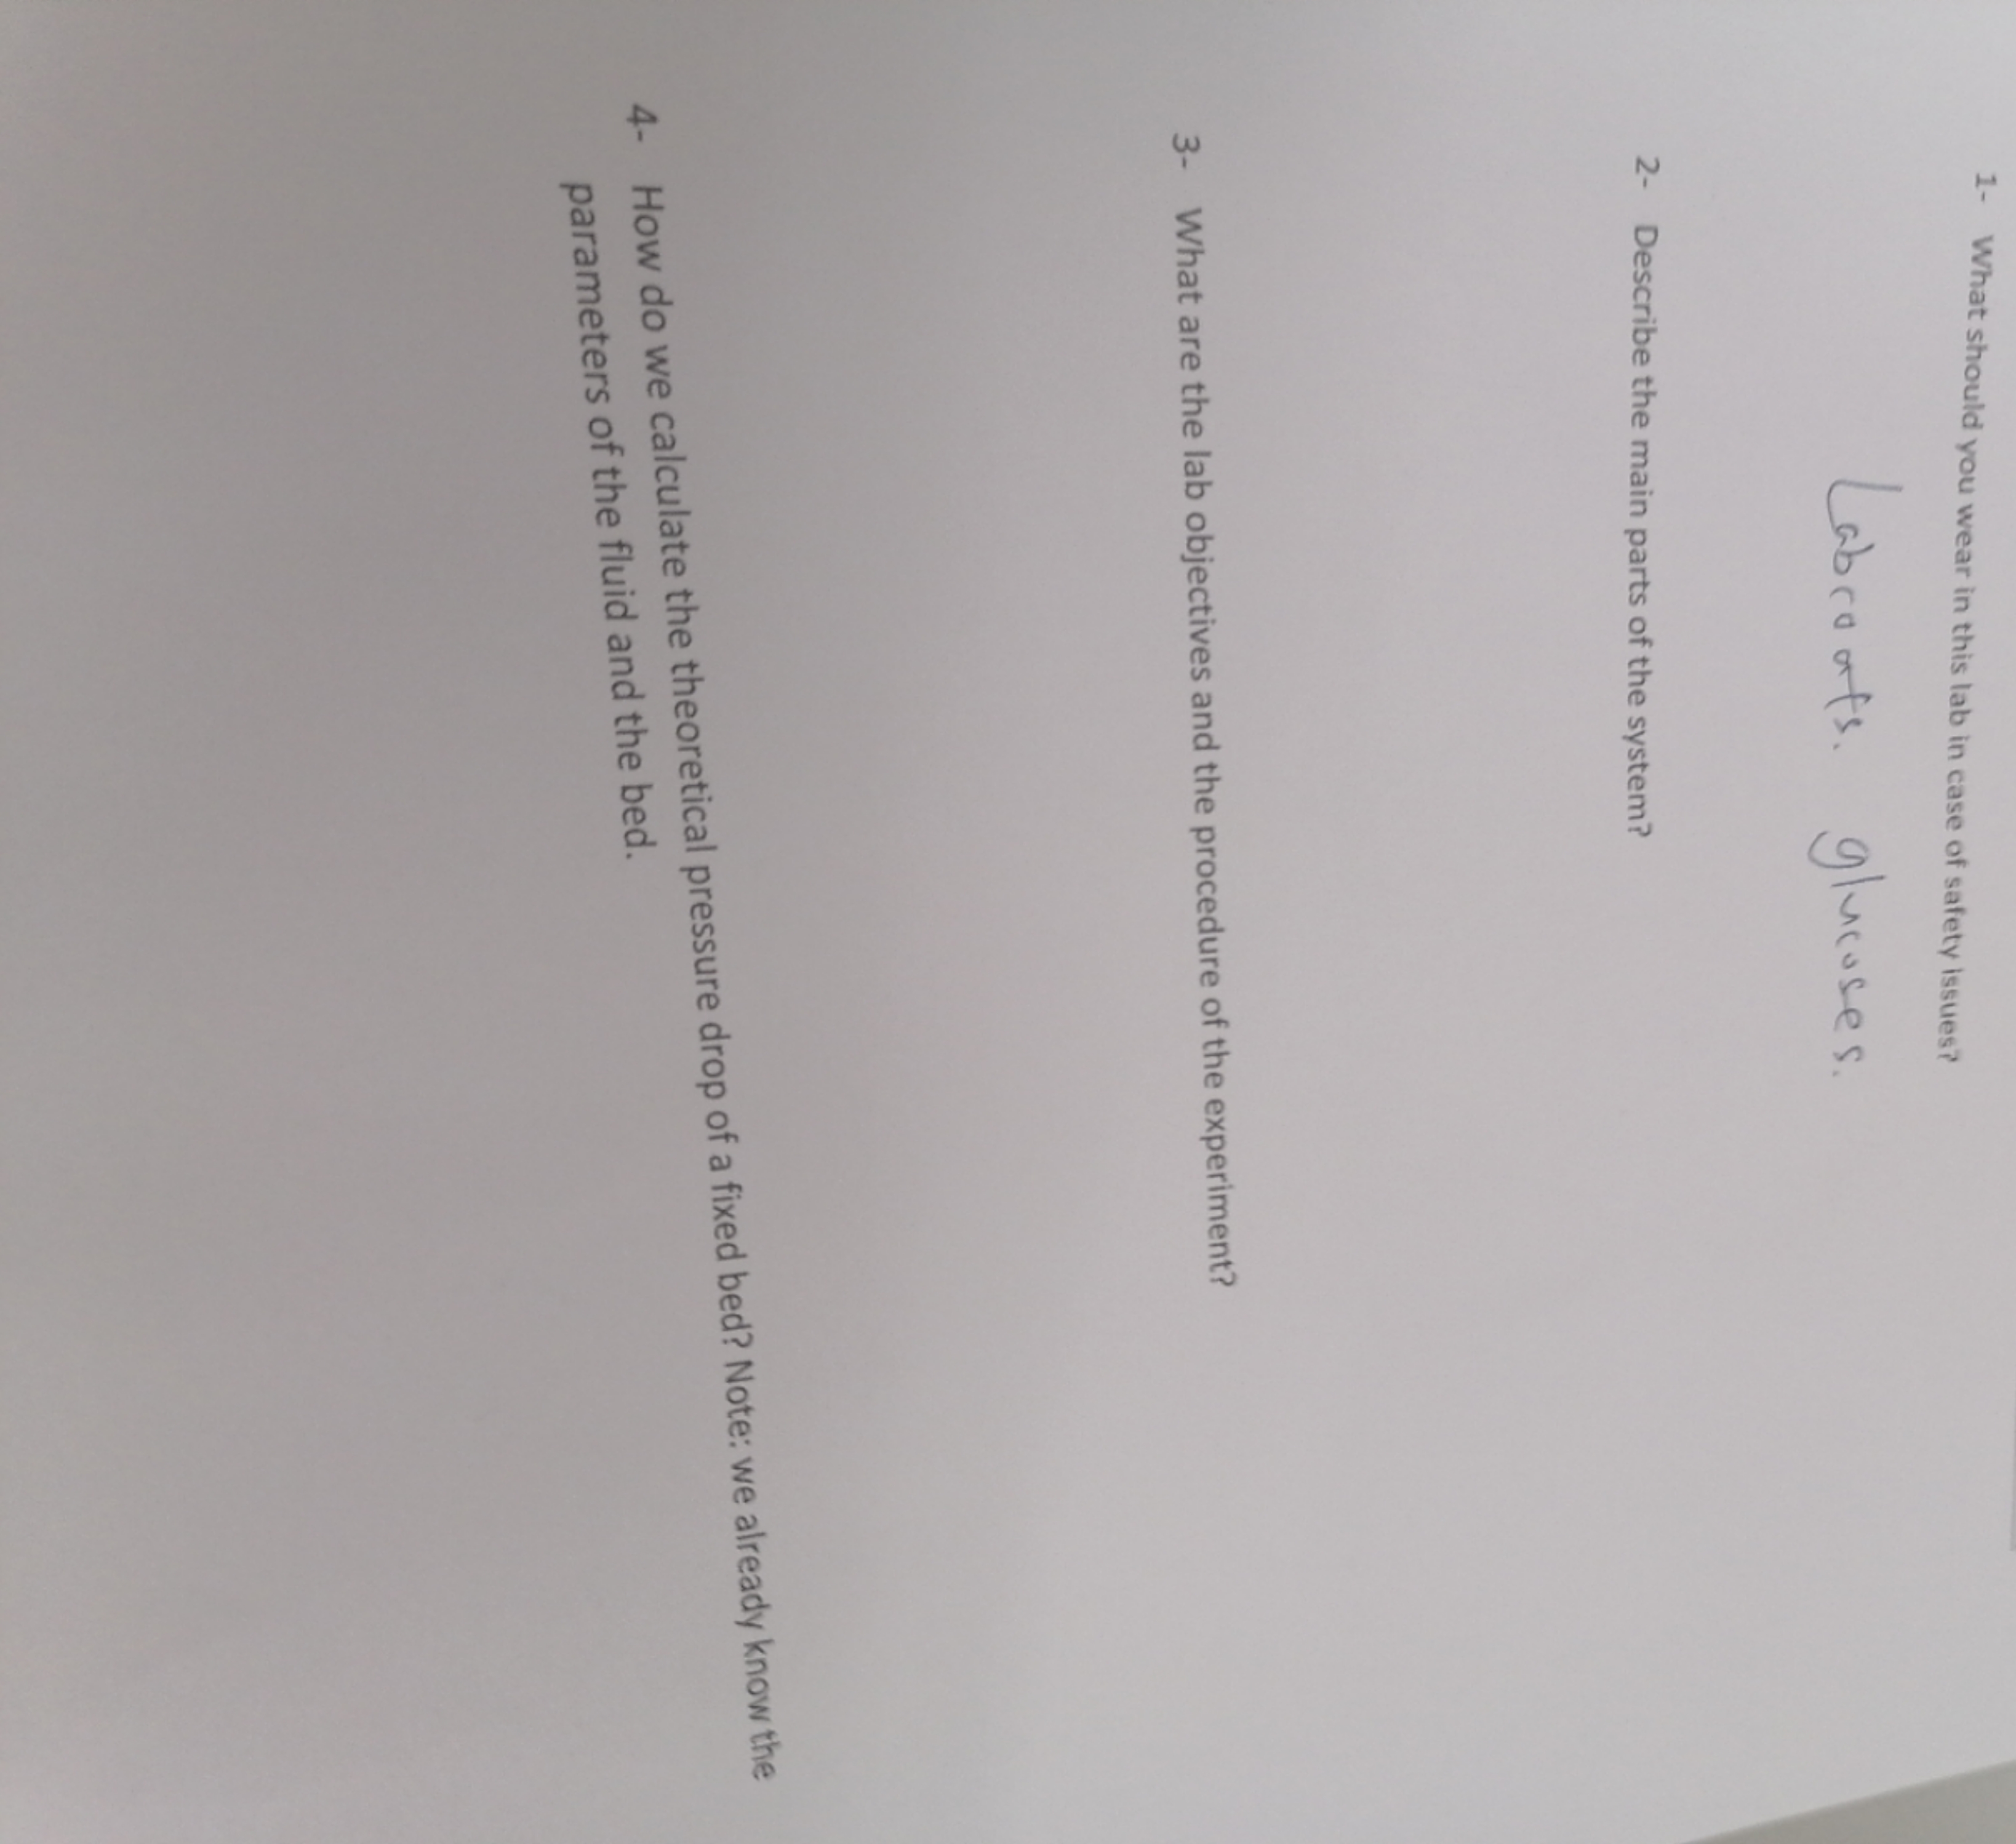 1- What should you wear in this lab in case of safety issues?
Labcoats. glucoses.
2- Describe the main parts of the system?
3- What are the lab objectives and the procedure of the experiment?
4- How do we calculate the theoretical pressure drop of a fixed bed? Note: we already know the
parameters of the fluid and the bed.